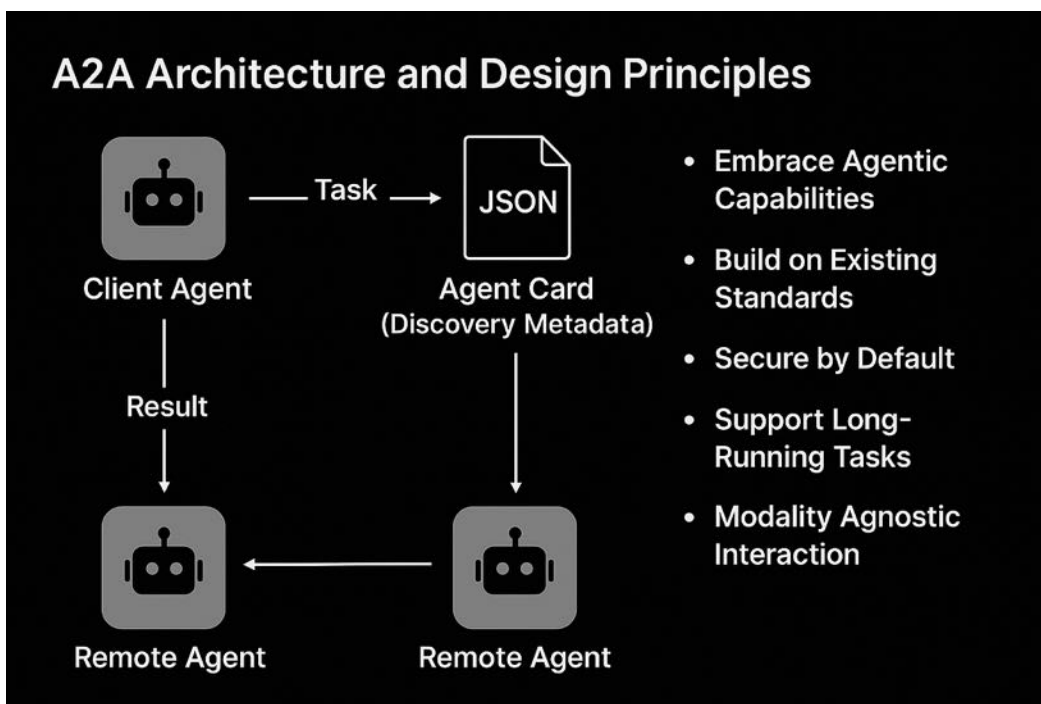 A2A Architecture and Design Principles
Task
JSON
Client Agent
Agent Card
(Discovery Metadata)
Result
Remote Agent
Remote Agent
• Embrace Agentic
Capabilities
• Build on Existing
Standards
• Secure by Default
• Support Long-
Running Tasks
• Modality Agnostic
Interaction